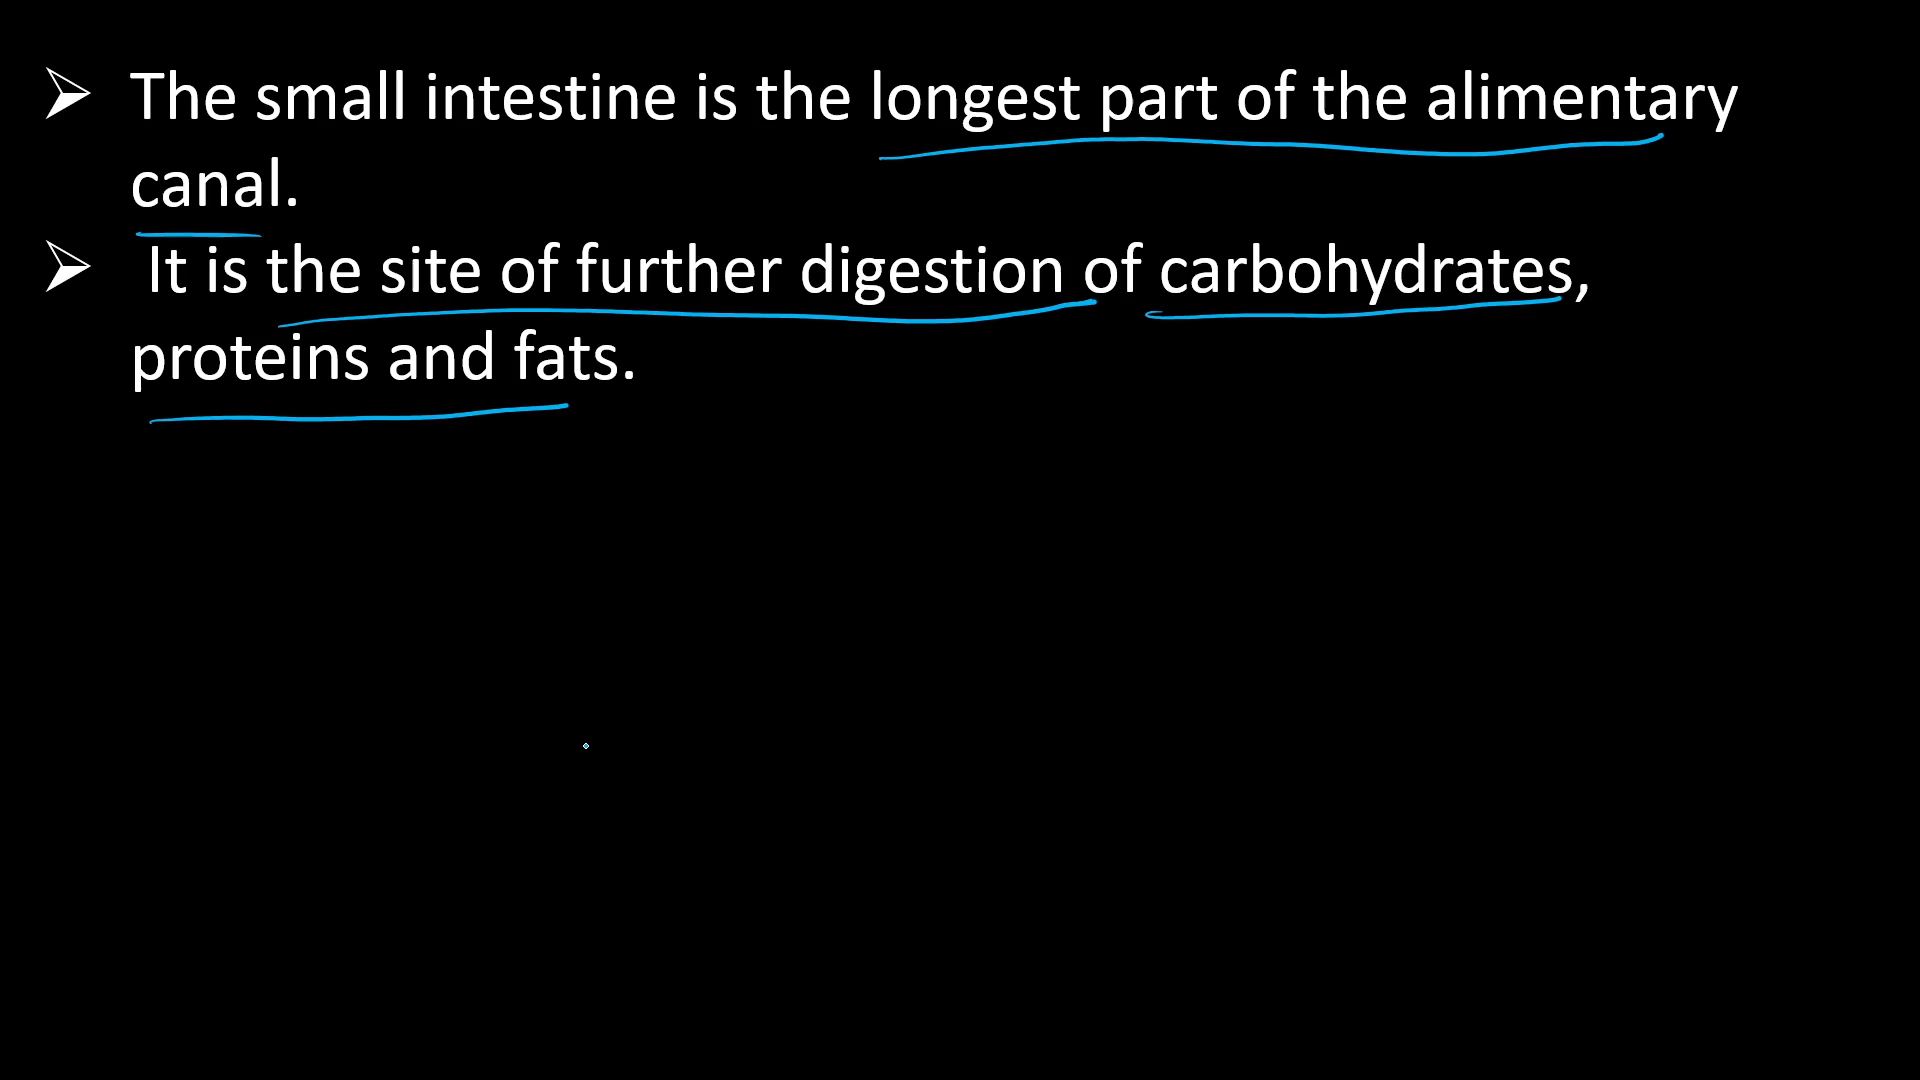 ➢ The small intestine is the longest part of the alimentary
canal.
➢ It is the site of further digestion of carbohydrates,
proteins and fats.